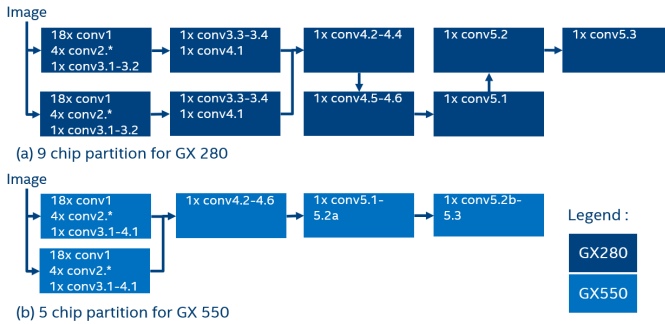 Image
18x conv1
4x conv2.*
1x conv3.1-3.2
1x conv3.3-3.4
1x conv4.1
1x conv4.2-4.4
1x conv5.2
1x conv5.3
18x conv1
4x conv2.*
1x conv3.1-3.2
1x conv3.3-3.4
1x conv4.1
1x conv4.5-4.6
1x conv5.1
(a) 9 chip partition for GX 280
Image
18x conv1
4x conv2.*
1x conv3.1-4.1
1x conv4.2-4.6
1x conv5.1-
5.2a
1x conv5.2b-
5.3
18x conv1
4x conv2.*
1x conv3.1-4.1
(b) 5 chip partition for GX 550
Legend :
GX280
GX550